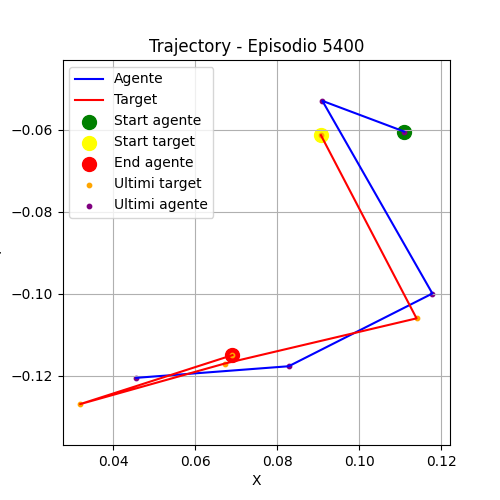 Trajectory - Episodio 5400
Agente
Target
Start agente
Start target
End agente
Ultimi target
Ultimi agente
−0.06
−0.08
−0.10
−0.12
0.04 0.06 0.08 0.10 0.12
X